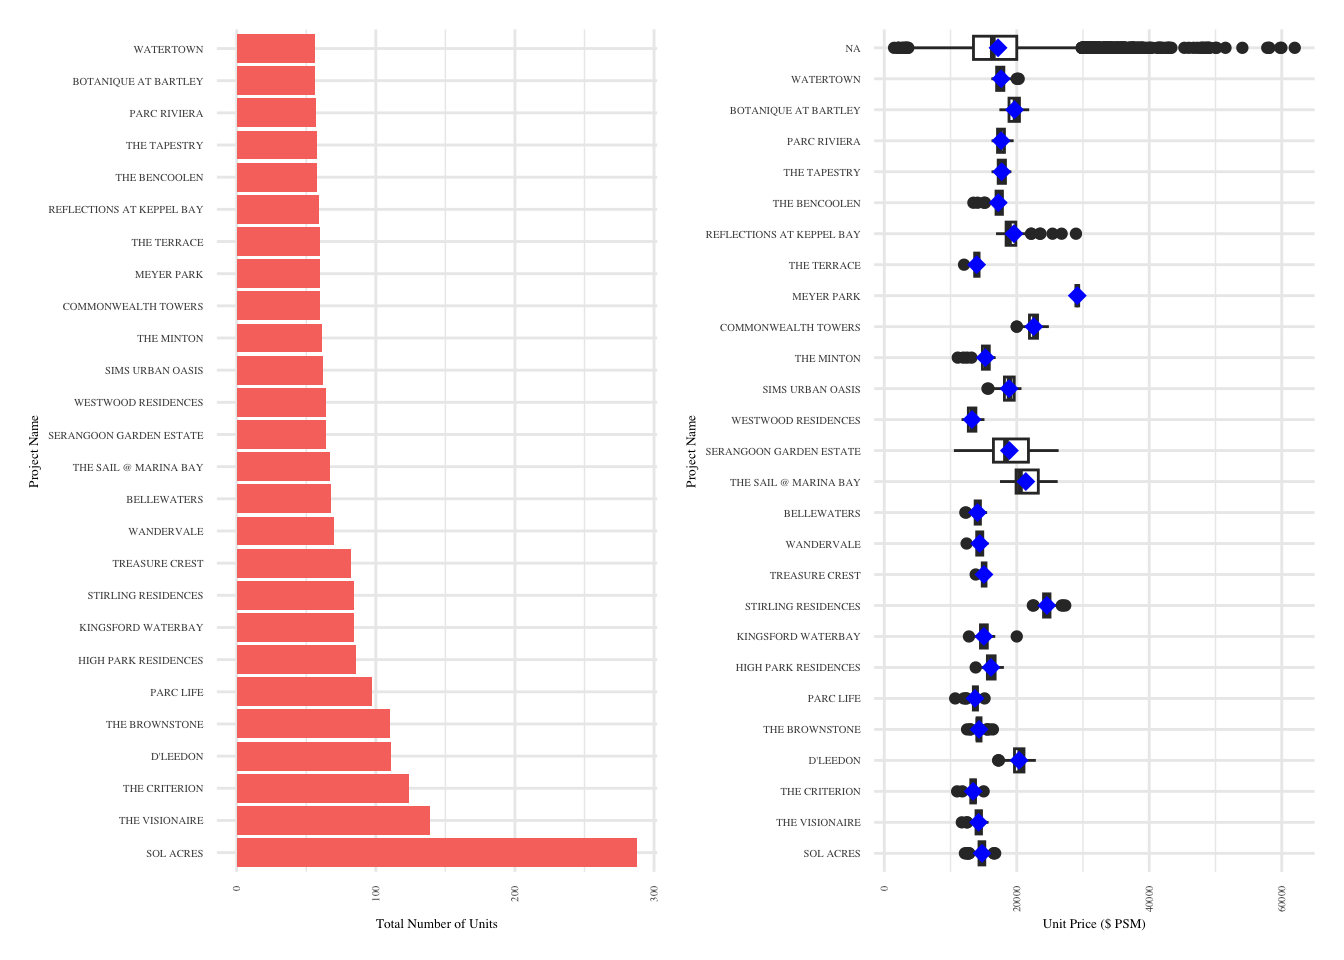 Project Name
WATERTOWN
BOTANIQUE AT BARTLEY
PARC RIVIERA
THE TAPESTRY
THE BENCOOLEN
REFLECTIONS AT KEPPEL BAY
THE TERRACE
MEYER PARK
COMMONWEALTH TOWERS
THE MINTON
SIMS URBAN OASIS
WESTWOOD RESIDENCES
SERANGOON GARDEN ESTATE
THE SAIL @ MARINA BAY
BELLEWATERS
WANDERVALE
TREASURE CREST
STIRLING RESIDENCES
KINGSFORD WATERBAY
HIGH PARK RESIDENCES
PARC LIFE
THE BROWNSTONE
D'LEEDON
THE CRITERION
THE VISIONAIRE
SOL ACRES
0
100
200
300
Total Number of Units
Project Name
NA
WATERTOWN
BOTANIQUE AT BARTLEY
PARC RIVIERA
THE TAPESTRY
THE BENCOOLEN
REFLECTIONS AT KEPPEL BAY
THE TERRACE
MEYER PARK
COMMONWEALTH TOWERS
THE MINTON
SIMS URBAN OASIS
WESTWOOD RESIDENCES
SERANGOON GARDEN ESTATE
THE SAIL @ MARINA BAY
BELLEWATERS
WANDERVALE
TREASURE CREST
STIRLING RESIDENCES
KINGSFORD WATERBAY
HIGH PARK RESIDENCES
PARC LIFE
THE BROWNSTONE
D'LEEDON
THE CRITERION
THE VISIONAIRE
SOL ACRES
0
20000
40000
60000
Unit Price ($ PSM)